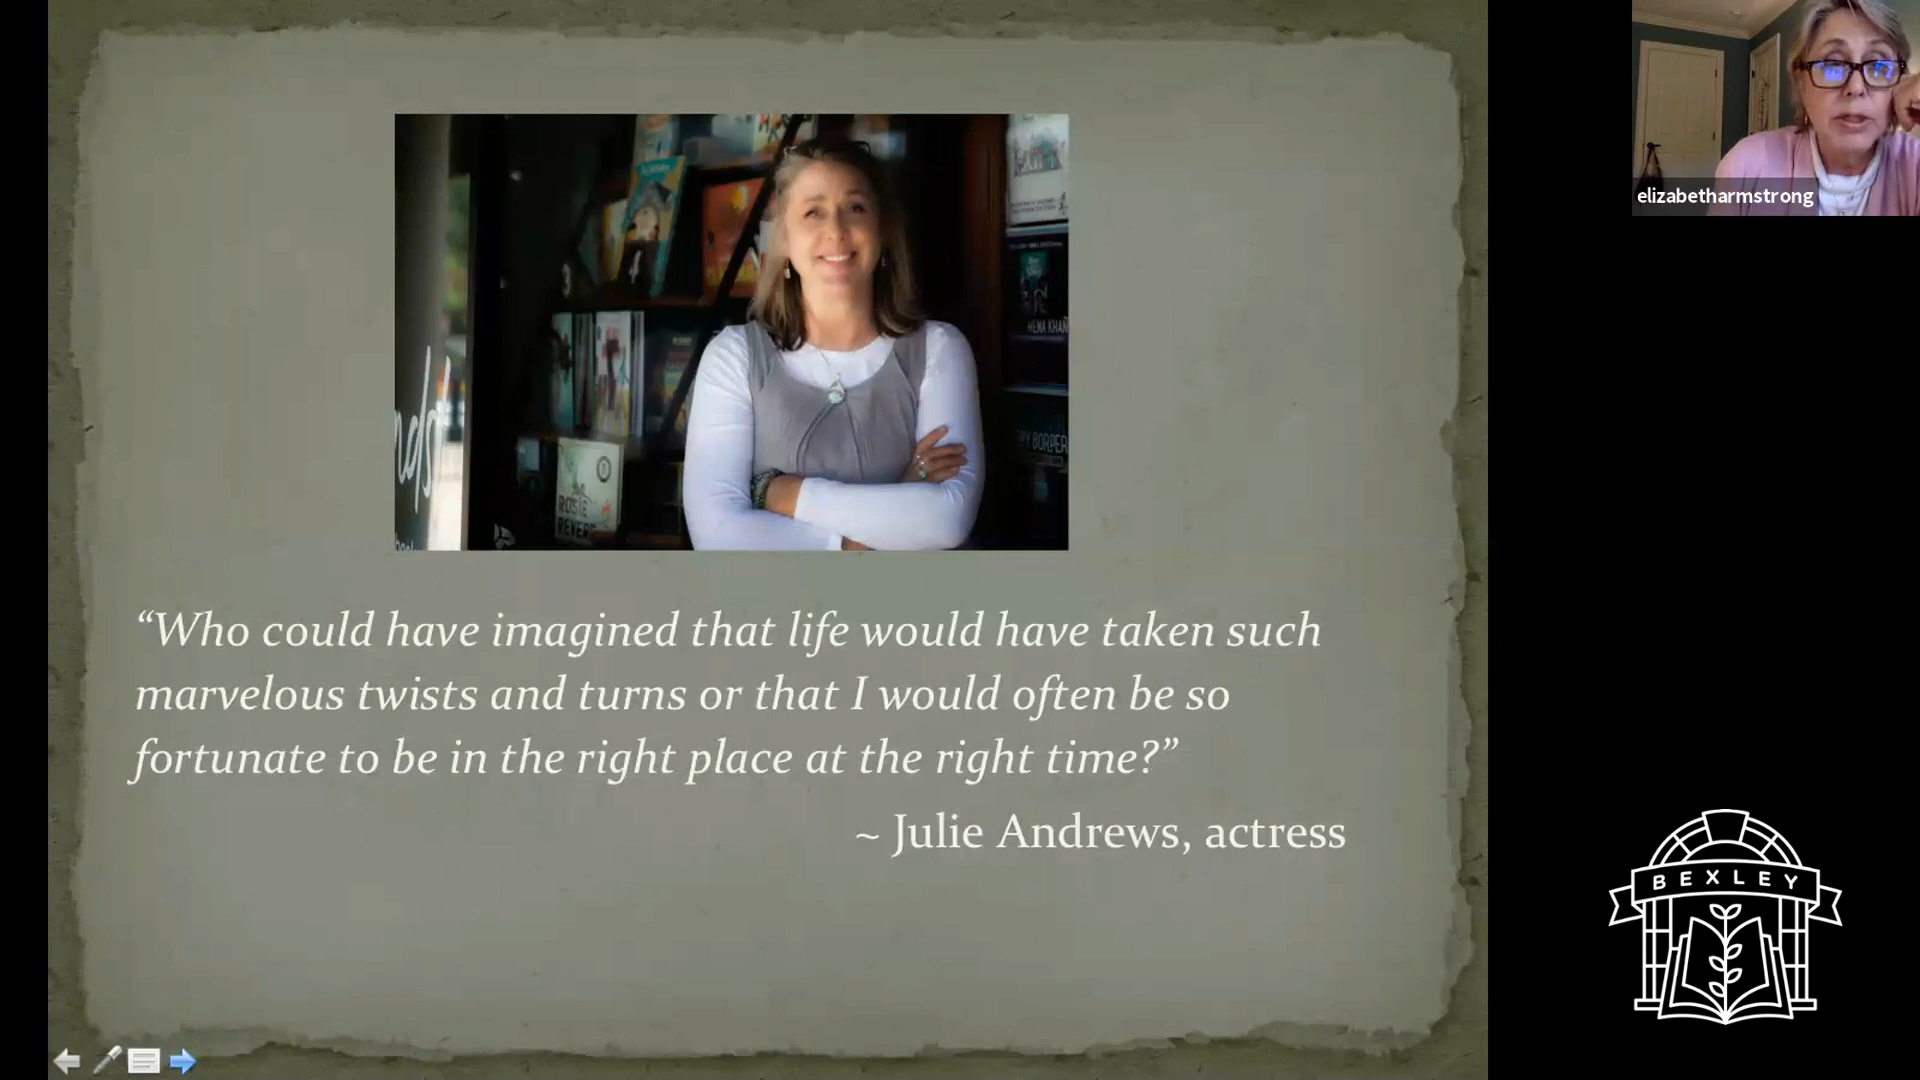 elizabetharmstrong
HENA KHAN
nds!
ROSIE
REVERE
“Who could have imagined that life would have taken such
marvelous twists and turns or that I would often be so
fortunate to be in the right place at the right time?”
~ Julie Andrews, actress
BEXLEY